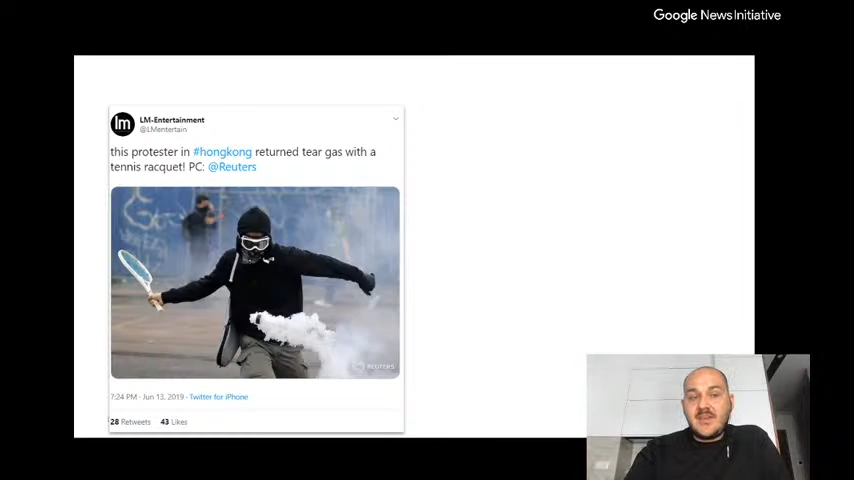 Google News Initiative
lm
LM-Entertainment
@LMentertain
this protester in #hongkong returned tear gas with a
tennis racquet! PC: @Reuters
REUTERS
7:24 PM · Jun 13, 2019 · Twitter for iPhone
28 Retweets 43 Likes